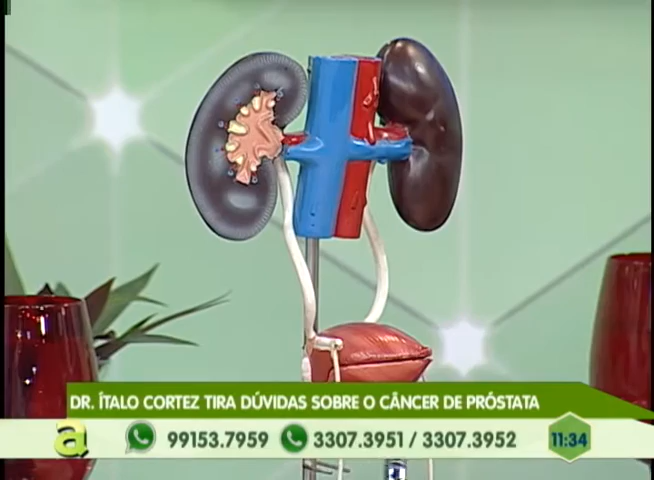 DR. ÍTALO CORTEZ TIRA DÚVIDAS SOBRE O CÂNCER DE PRÓSTATA
a 99153.7959 3307.3951 / 3307.3952 11:34